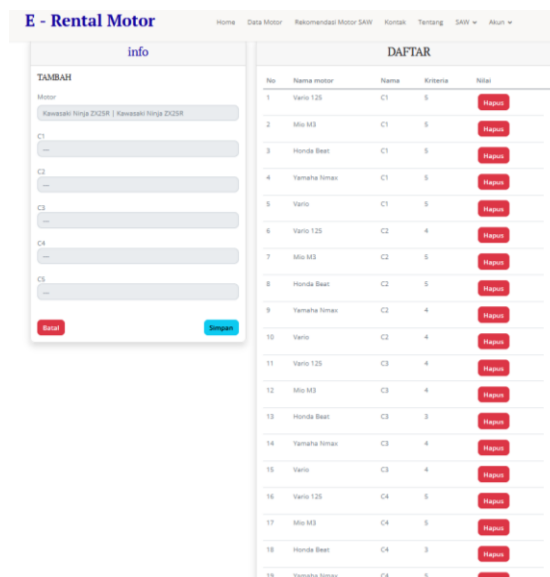 E - Rental Motor
Home Data Motor Rekomendasi Motor SAW Kontak Tentang SAW Akun
info
TAMBAH
Motor
Kawasaki Ninja ZX25R | Kawasaki Ninja ZX25R
C1
---
C2
---
C3
---
C4
---
C5
---
Batal Simpan
DAFTAR
No Nama motor Nama Kriteria Nilai
1 Vario 125 C1 5 Hapus
2 Mio M3 C1 5 Hapus
3 Honda Beat C1 5 Hapus
4 Yamaha Nmax C1 5 Hapus
5 Vario C1 5 Hapus
6 Vario 125 C2 4 Hapus
7 Mio M3 C2 5 Hapus
8 Honda Beat C2 5 Hapus
9 Yamaha Nmax C2 4 Hapus
10 Vario C2 4 Hapus
11 Vario 125 C3 4 Hapus
12 Mio M3 C3 4 Hapus
13 Honda Beat C3 3 Hapus
14 Yamaha Nmax C3 4 Hapus
15 Vario C3 4 Hapus
16 Vario 125 C4 5 Hapus
17 Mio M3 C4 5 Hapus
18 Honda Beat C4 3 Hapus
19 Yamaha Nmax C4 5